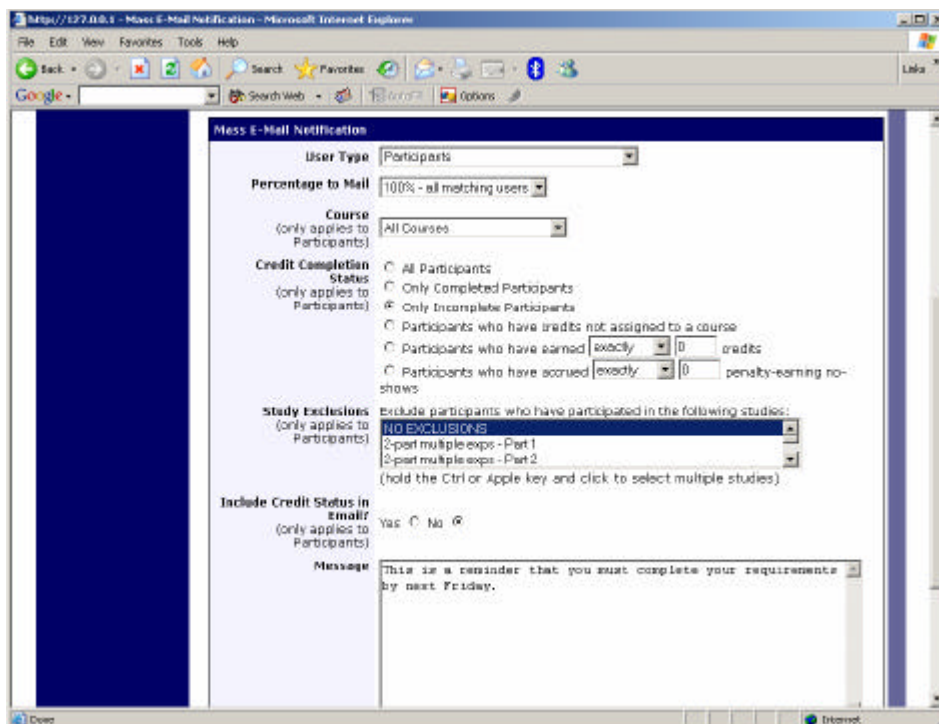 http://127.0.0.1 - Mass E-Mail Notification - Microsoft Internet Explorer
File Edit View Favorites Tools Help
Back Search Favorites Links
Google Search Web Options
Mass E-Mail Notification
User Type Participants
Percentage to Mail 100% - all matching users
Course
(only applies to All Courses
Participants)
Credit Completion All Participants
Status Only Completed Participants
(only applies to
Participants) Only Incomplete Participants
Participants who have credits not assigned to a course
Participants who have earned exactly 0 credits
Participants who have accrued exactly 0 penalty-earning no-
shows
Study Exclusions Exclude participants who have participated in the following studies:
(only applies to NO EXCLUSIONS
Participants) 2-part multiple exps - Part 1
2-part multiple exps - Part 2
(hold the Ctrl or Apple key and click to select multiple studies)
Include Credit Status in
Email?
(only applies to Yes No
Participants)
Message This is a reminder that you must complete your requirements
by next Friday.
Done Internet